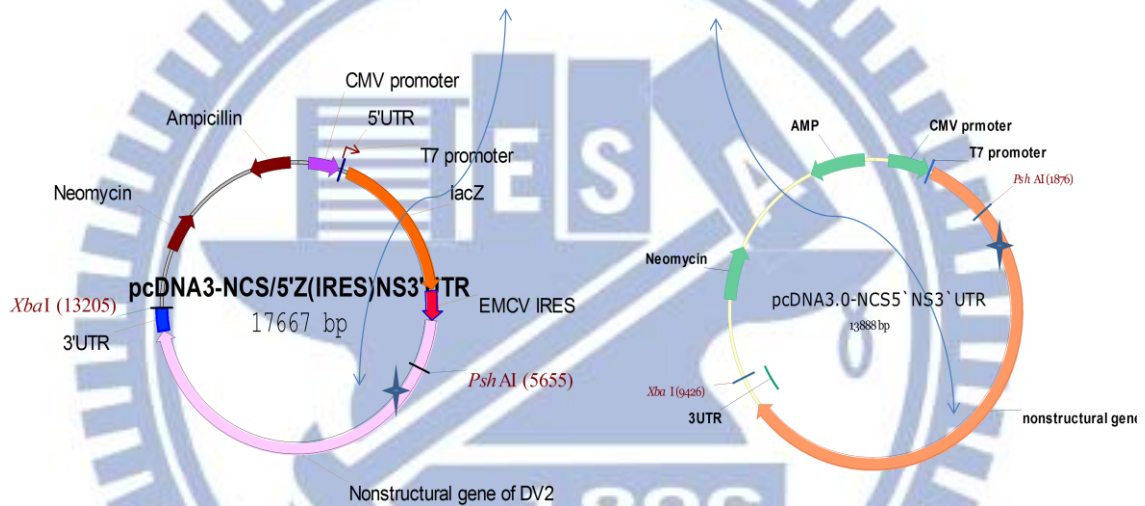 CMV promoter
5'UTR
Ampicillin
T7 promoter
lacZ
Neomycin
pcDNA3-NCS/5'Z(IRES)NS3'UTR
17667 bp
XbaI (13205)
3'UTR
EMCV IRES
PshAI (5655)
Nonstructural gene of DV2
AMP
CMV prmoter
T7 promoter
Psh AI (1876)
Neomycin
pcDNA3.0-NCS5`NS3`UTR
13888 bp
Xba I (9426)
3UTR
nonstructural gene
ES
A